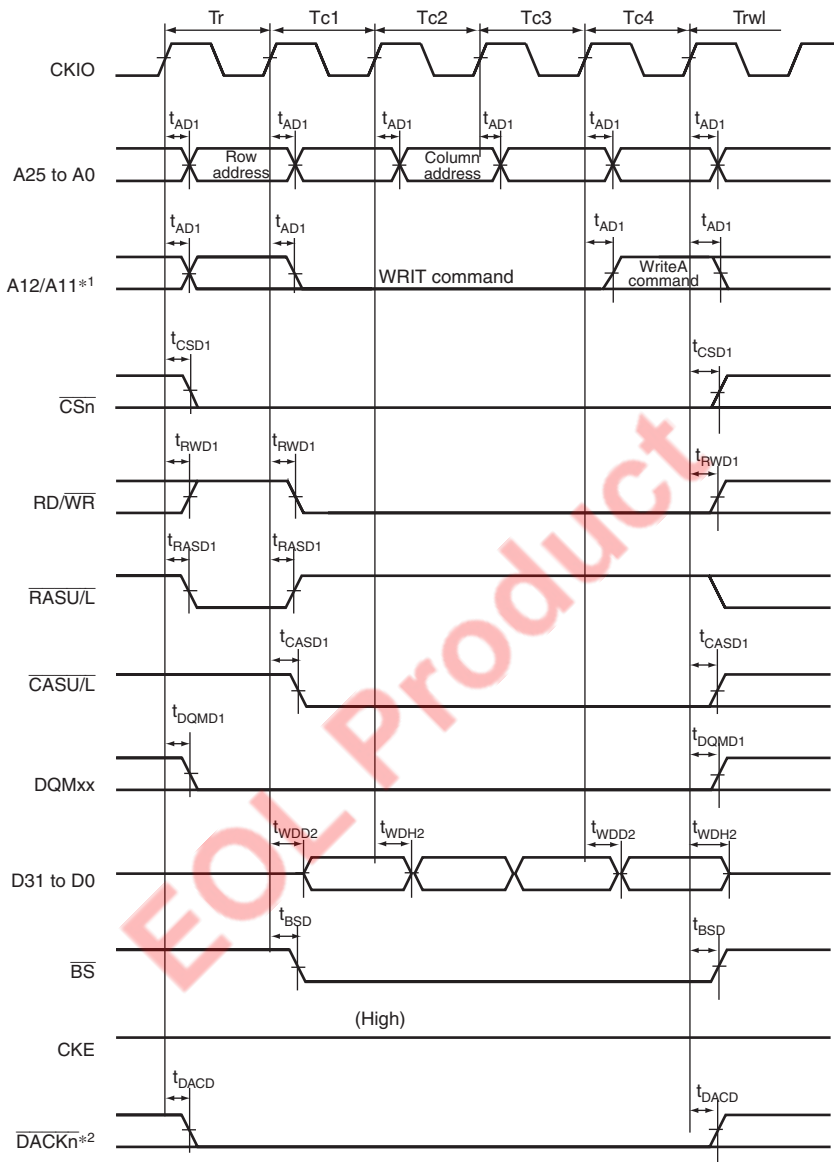 Tr Tc1 Tc2 Tc3 Tc4 Trwl
CKIO
tAD1 tAD1 tAD1 tAD1 tAD1 tAD1
A25 to A0
Row address
Column address
tAD1 tAD1 tAD1 tAD1
A12/A11*1
WRIT command
WriteA command
tCSD1 tCSD1
CSn
tRWD1 tRWD1 tRWD1
RD/WR
tRASD1 tRASD1
RASU/L
tCASD1 tCASD1
CASU/L
tDQMD1 tDQMD1
DQMxx
tWDD2 tWDH2 tWDD2 tWDH2
D31 to D0
tBSD tBSD
BS
(High)
CKE
tDACD tDACD
DACKn*2
EOL Product